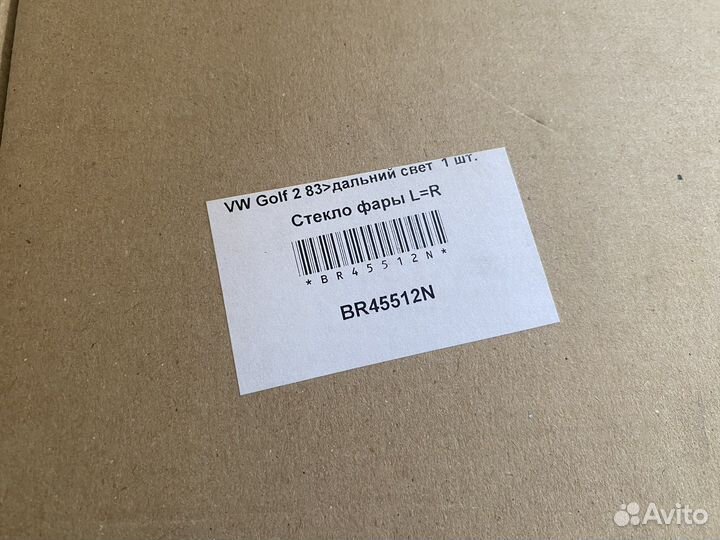 VW Golf 2 83>дальний свет 1 шт.
Стекло фары L=R
*BR45512N*
BR45512N
Avito